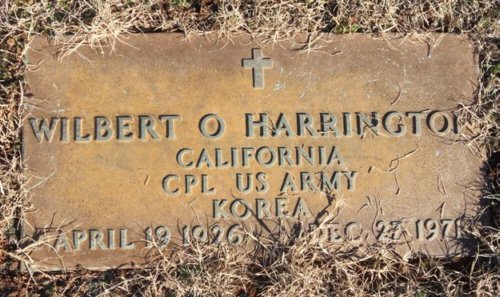 WILBERT O HARRINGTON
CALIFORNIA
CPL US ARMY
KOREA
APRIL 19 1926 DEC 27 1971